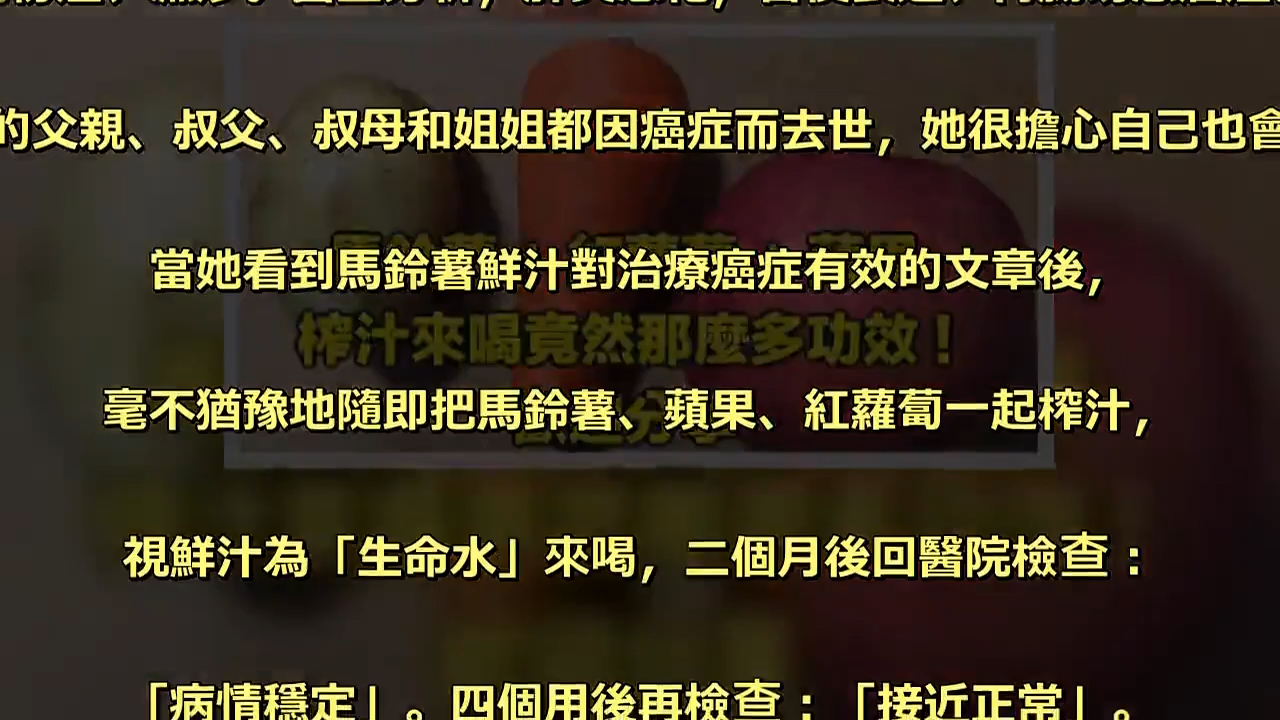 的父親、叔父、叔母和姐姐都因癌症而去世，她很擔心自己也會
當她看到馬鈴薯鮮汁對治療癌症有效的文章後，
榨汁來喝竟然那麼多功效！
毫不猶豫地隨即把馬鈴薯、蘋果、紅蘿蔔一起榨汁，
視鮮汁為「生命水」來喝，二個月後回醫院檢查：
「病情穩定」。四個用後再檢查：「接近正常」。